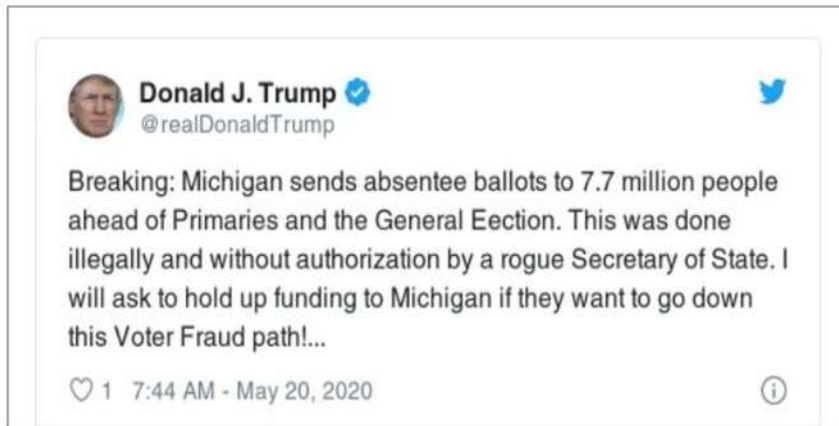 Donald J. Trump
@realDonaldTrump
Breaking: Michigan sends absentee ballots to 7.7 million people
ahead of Primaries and the General Eection. This was done
illegally and without authorization by a rogue Secretary of State. I
will ask to hold up funding to Michigan if they want to go down
this Voter Fraud path!...
1 7:44 AM - May 20, 2020